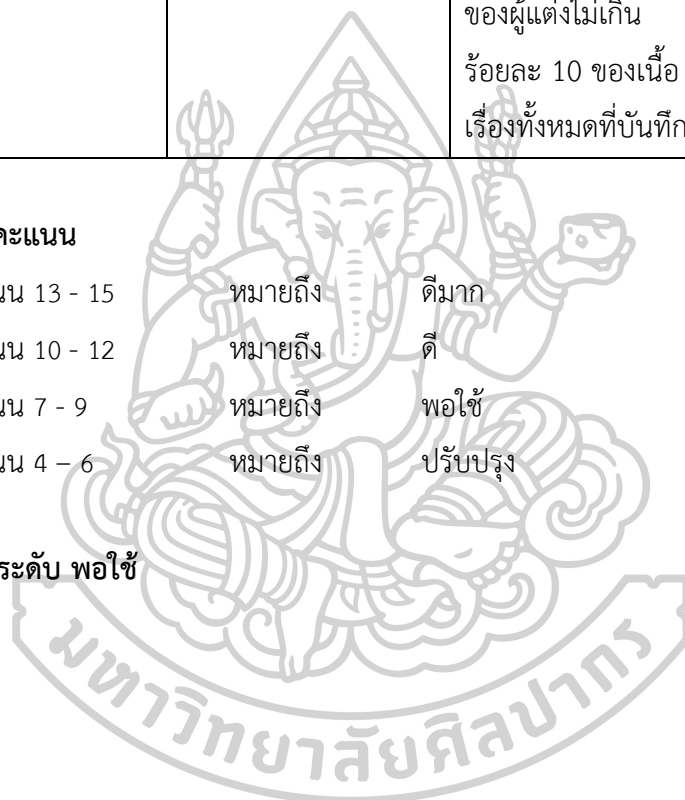 ของผู้แต่งไม่เกิน
ร้อยละ 10 ของเนื้อ
เรื่องทั้งหมดที่บันทึก
คะแนน
นน 13 - 15 หมายถึง ดีมาก
นน 10 - 12 หมายถึง ดี
นน 7 - 9 หมายถึง พอใช้
นน 4 – 6 หมายถึง ปรับปรุง
ระดับ พอใช้
มหาวิทยาลัยศิลปากร